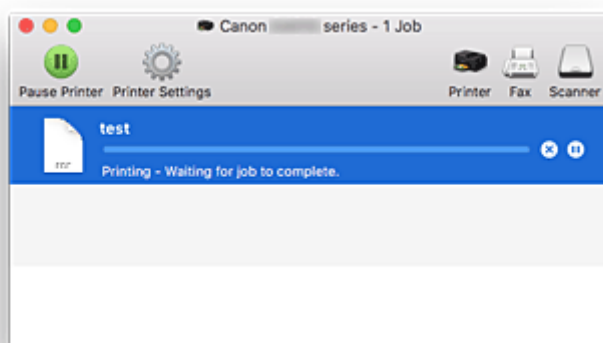 Canon series - 1 Job
Pause Printer Printer Settings Printer Fax Scanner
test
Printing - Waiting for job to complete.